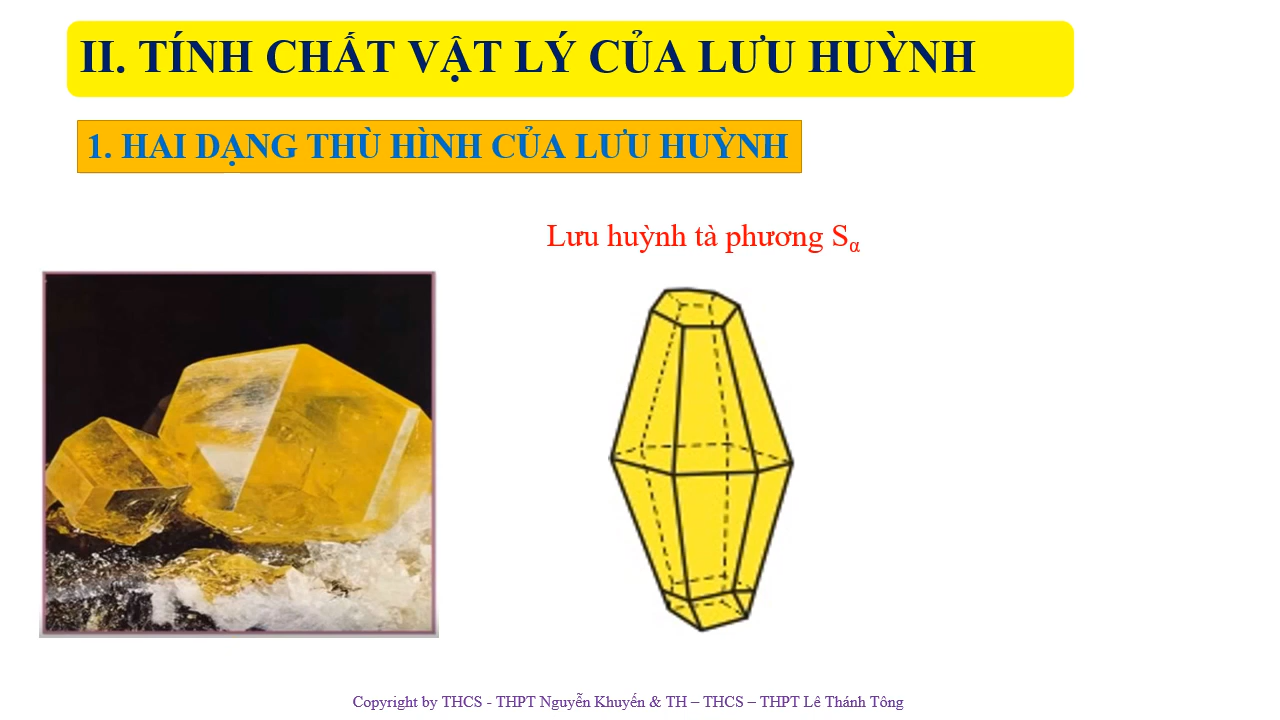 II. TÍNH CHẤT VẬT LÝ CỦA LƯU HUỲNH
1. HAI DẠNG THÙ HÌNH CỦA LƯU HUỲNH
Lưu huỳnh tà phương Sα
Copyright by THCS - THPT Nguyễn Khuyến & TH – THCS – THPT Lê Thánh Tông